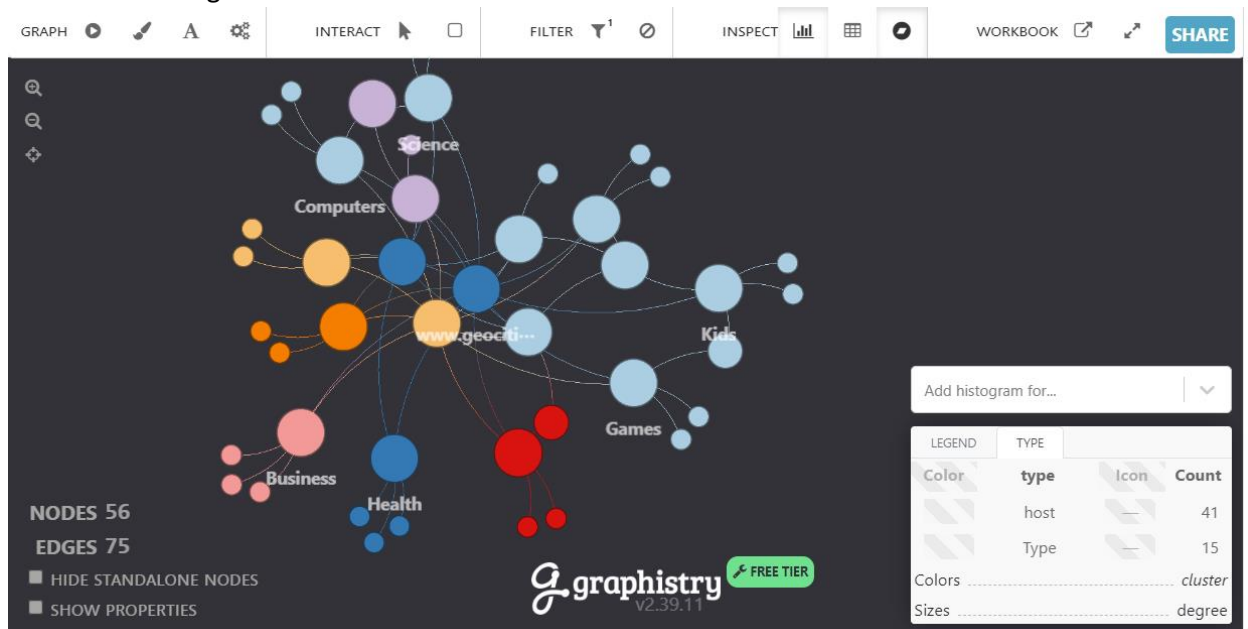 GRAPH A INTERACT FILTER 1 INSPECT WORKBOOK SHARE
Science
Computers
www.geociti...
Kids
Games
Business
Health
NODES 56
EDGES 75
HIDE STANDALONE NODES
SHOW PROPERTIES
graphistry
v2.39.11
FREE TIER
Add histogram for...
LEGEND TYPE
Color type Icon Count
host — 41
Type — 15
Colors cluster
Sizes degree